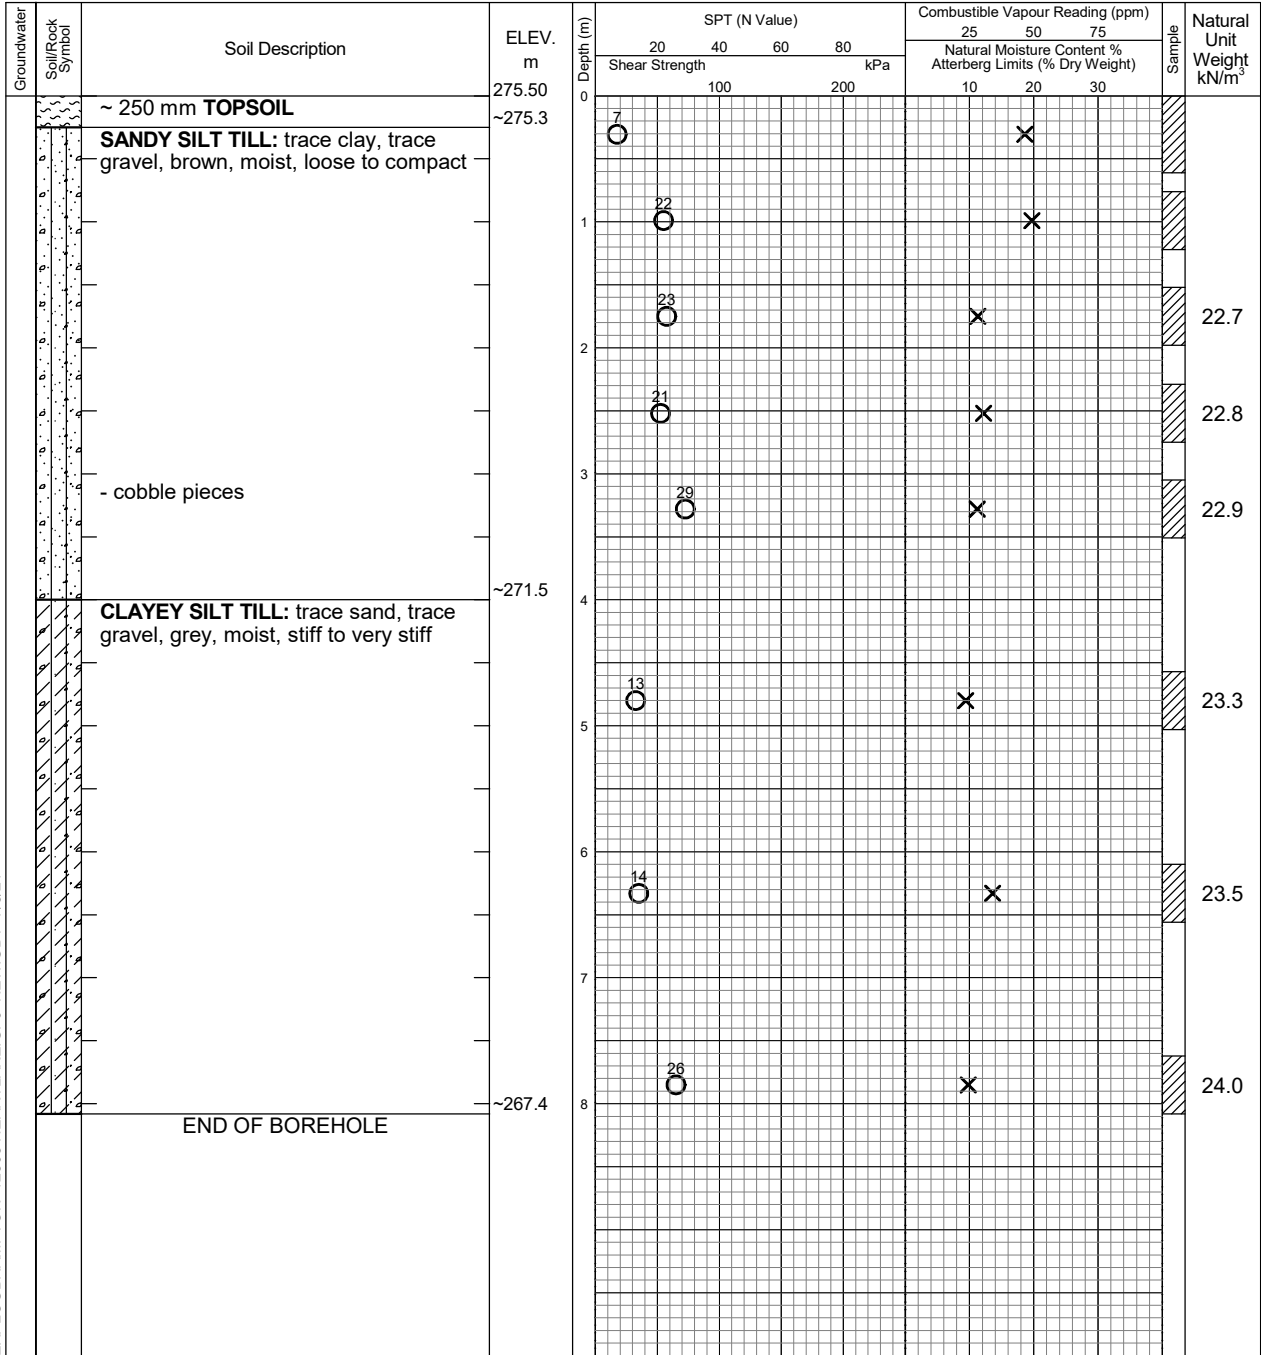 Groundwater
Soil/Rock
Symbol
Soil Description
ELEV.
m
Depth (m)
SPT (N Value)
20 40 60 80
Shear Strength kPa
100 200
Combustible Vapour Reading (ppm)
25 50 75
Natural Moisture Content %
Atterberg Limits (% Dry Weight)
10 20 30
Sample
Natural
Unit
Weight
kN/m³
275.50
0
~ 250 mm TOPSOIL
~275.3
7
SANDY SILT TILL: trace clay, trace
gravel, brown, moist, loose to compact
22
1
23
22.7
2
21
22.8
3
- cobble pieces
29
22.9
~271.5
4
CLAYEY SILT TILL: trace sand, trace
gravel, grey, moist, stiff to very stiff
13
23.3
5
6
14
23.5
7
26
24.0
~267.4
8
END OF BOREHOLE